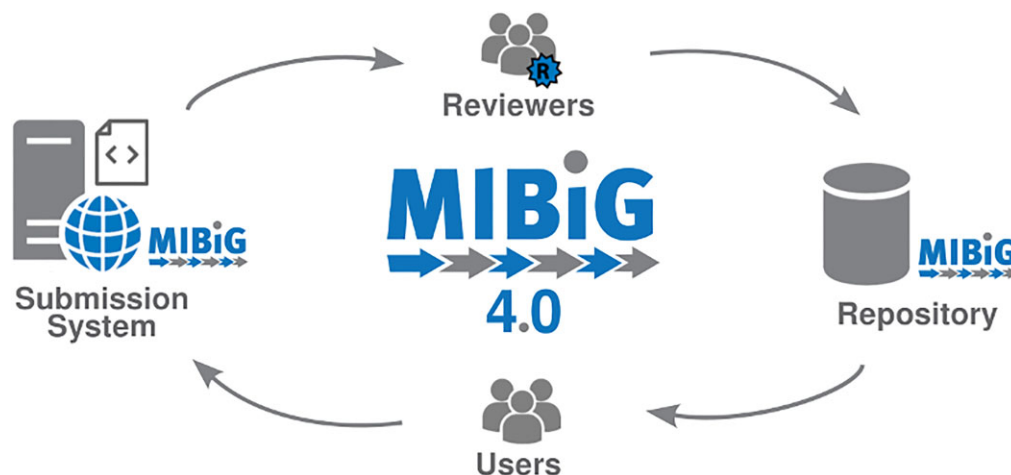 R
Reviewers
< >
MIBiG
Submission
System
MIBiG
4.0
MIBiG
Repository
Users